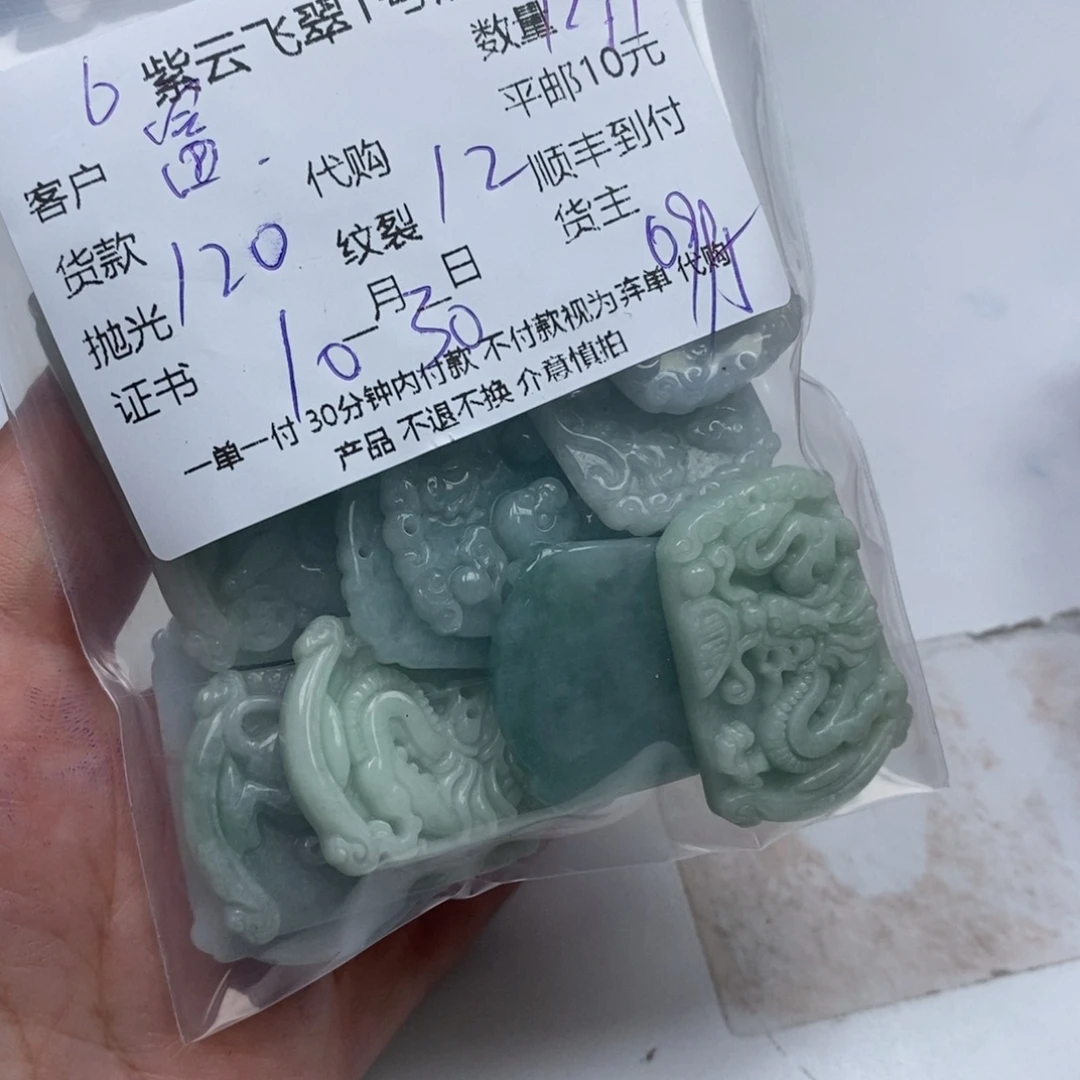 6 紫云飞翠1号
数量
平邮10元
客户 代购 12 顺丰到付
货款 120 纹裂 货主
抛光 10 月 30 日
证书
一单一付 30分钟内付款 不付款视为弃单 代购
产品 不退不换 介意慎拍